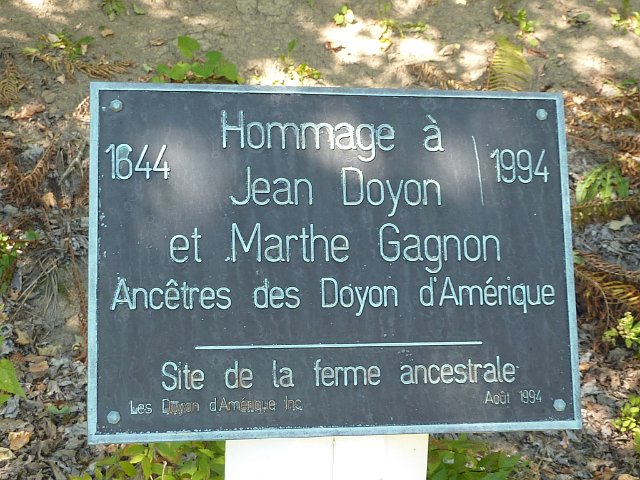 Hommage à
1644 Jean Doyon 1994
et Marthe Gagnon
Ancêtres des Doyon d'Amérique
Site de la ferme ancestrale
Les Doyon d'Amérique Inc. Août 1994